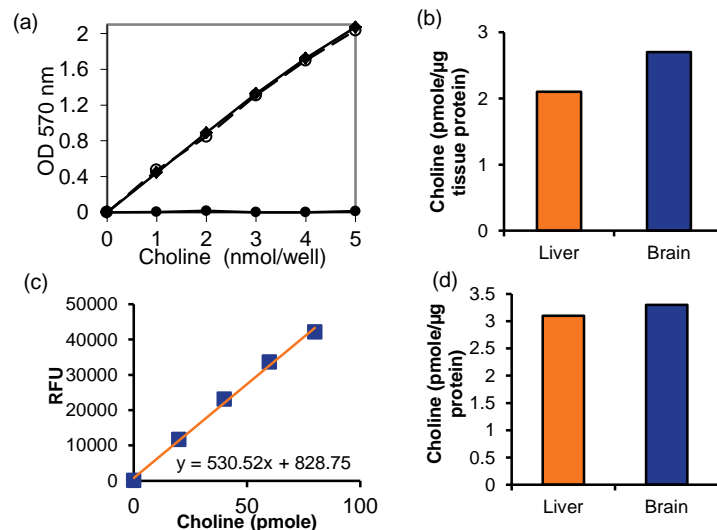 (a)
2
1.6
1.2
0.8
0.4
0
OD 570 nm
0 1 2 3 4 5
Choline (nmol/well)
(b)
3
2
1
0
Choline (pmole/µg
tissue protein)
Liver Brain
(c)
50000
40000
30000
20000
10000
0
RFU
y = 530.52x + 828.75
0 50 100
Choline (pmole)
(d)
3.5
3
2.5
2
1.5
1
0.5
0
Choline (pmole/µg
protein)
Liver Brain